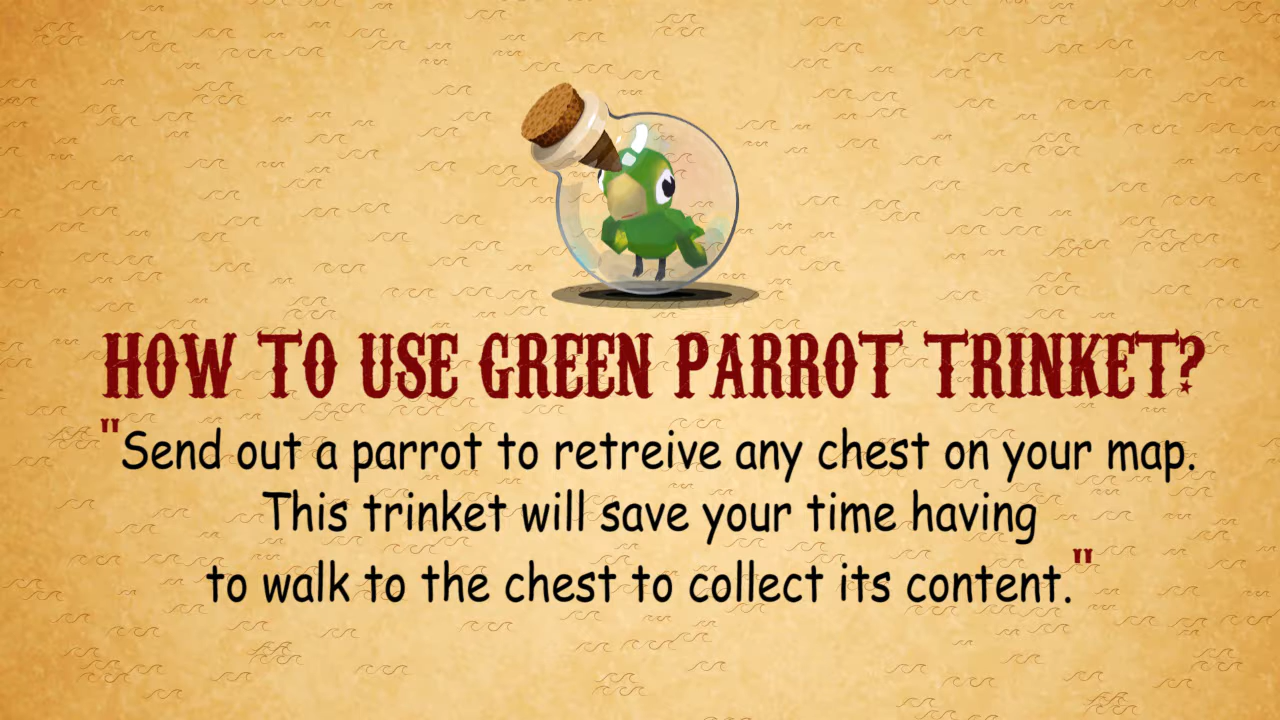 HOW TO USE GREEN PARROT TRINKET?
"Send out a parrot to retreive any chest on your map.
This trinket will save your time having
to walk to the chest to collect its content."